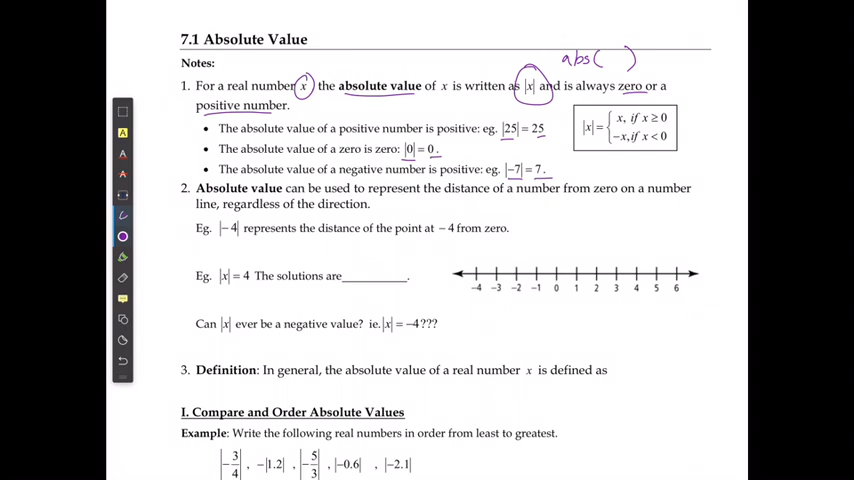 7.1 Absolute Value
abs( )
Notes:
1. For a real number x the absolute value of x is written as |x| and is always zero or a
positive number.
• The absolute value of a positive number is positive: eg. |25| = 25
• The absolute value of a zero is zero: |0| = 0.
• The absolute value of a negative number is positive: eg. |−7| = 7.
|x| = { x, if x ≥ 0
−x, if x < 0
2. Absolute value can be used to represent the distance of a number from zero on a number
line, regardless of the direction.
Eg. |−4| represents the distance of the point at −4 from zero.
Eg. |x| = 4 The solutions are__________.
−4 −3 −2 −1 0 1 2 3 4 5 6
Can |x| ever be a negative value? ie. |x| = −4???
3. Definition: In general, the absolute value of a real number x is defined as
I. Compare and Order Absolute Values
Example: Write the following real numbers in order from least to greatest.
|−3/4| , −|1.2| , |−5/3| , |−0.6| , |−2.1|